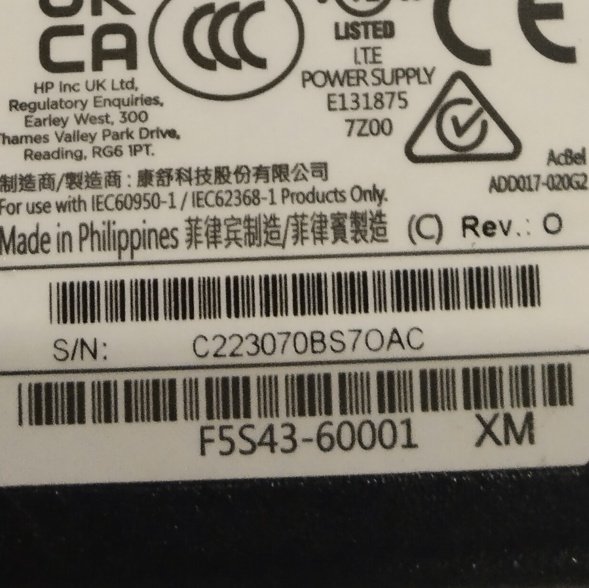 UK
CA
HP Inc UK Ltd,
Regulatory Enquiries,
Earley West, 300
Thames Valley Park Drive,
Reading, RG6 1PT.
CCC
LISTED
I.T.E
POWER SUPPLY
E131875
7Z00
CE
AcBel
ADD017-020G2
制造商/製造商：康舒科技股份有限公司
For use with IEC60950-1 / IEC62368-1 Products Only.
Made in Philippines 菲律宾制造/菲律賓製造 (C) Rev.: O
S/N: C223070BS7OAC
F5S43-60001 XM